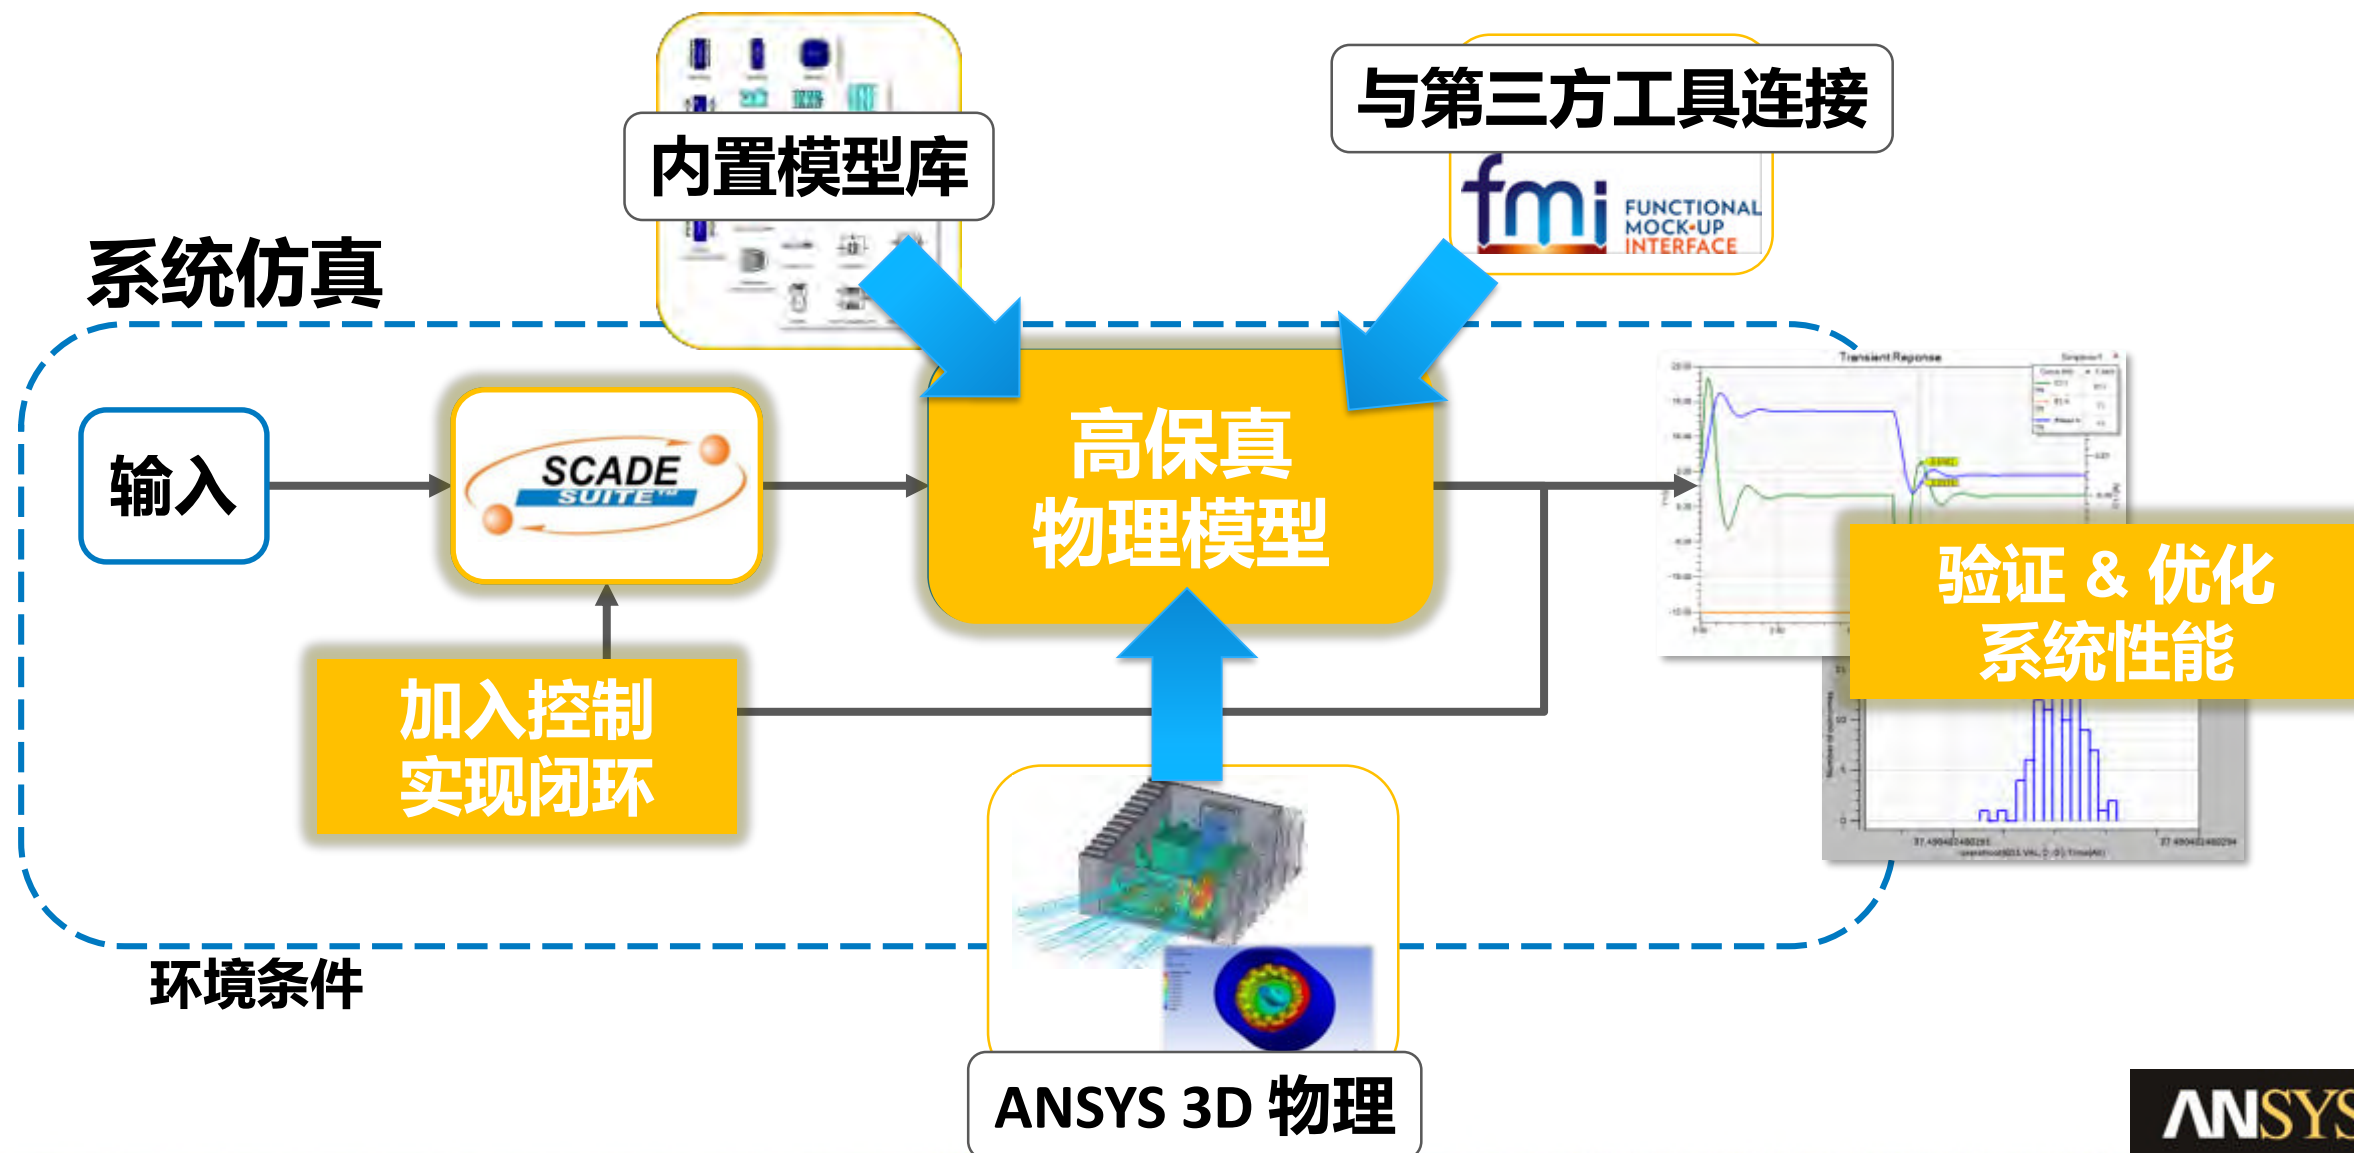 内置模型库
与第三方工具连接
fmi
FUNCTIONAL
MOCK-UP
INTERFACE
系统仿真
输入
SCADE
SUITE™
高保真
物理模型
Transient Reponse
验证 & 优化
系统性能
加入控制
实现闭环
环境条件
ANSYS 3D 物理
ANSYS